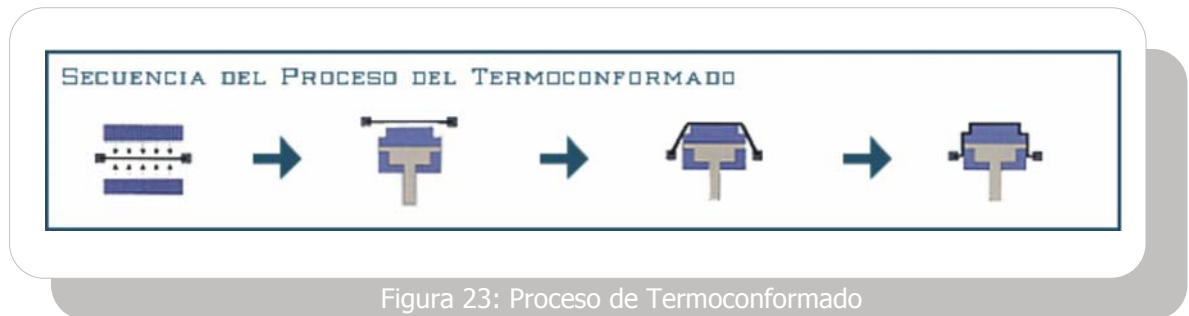 SECUENCIA DEL PROCESO DEL TERMOCONFORMADO
Figura 23: Proceso de Termoconformado